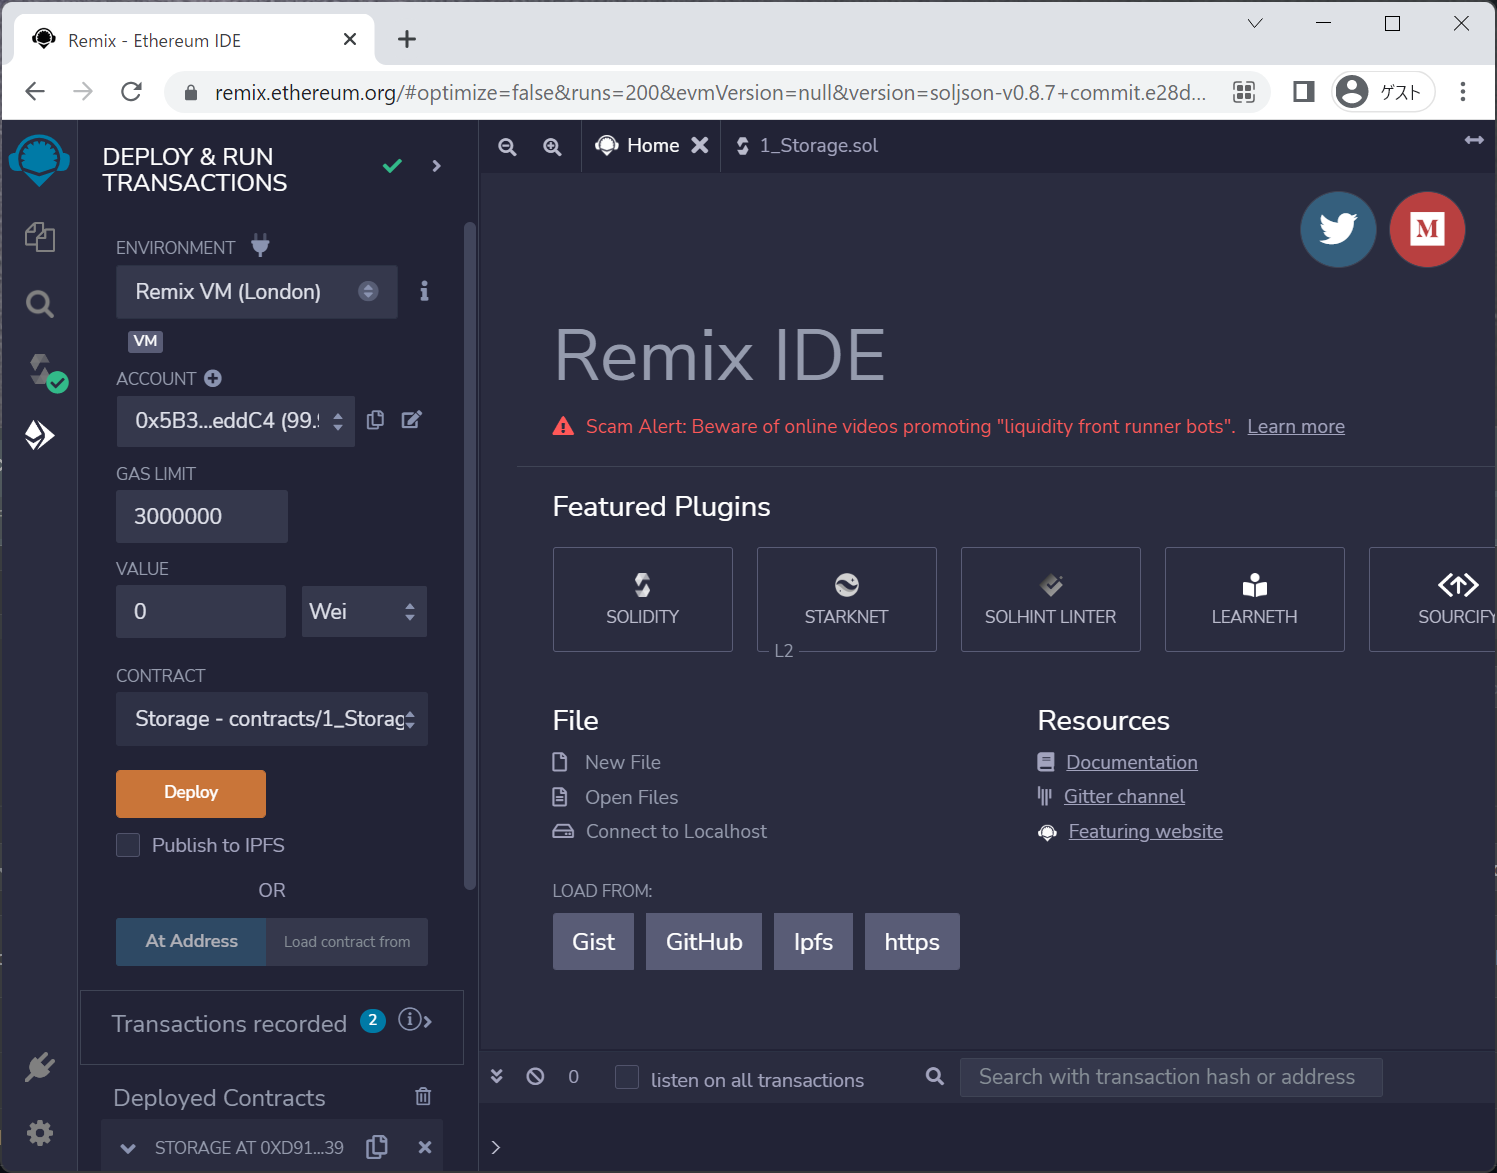 Remix - Ethereum IDE
remix.ethereum.org/#optimize=false&runs=200&evmVersion=null&version=soljson-v0.8.7+commit.e28d...
ゲスト
DEPLOY & RUN
TRANSACTIONS
ENVIRONMENT
Remix VM (London)
VM
ACCOUNT
0x5B3...eddC4 (99.
GAS LIMIT
3000000
VALUE
0
Wei
CONTRACT
Storage - contracts/1_Storag
Deploy
Publish to IPFS
OR
At Address
Load contract from
Transactions recorded 2
Deployed Contracts
STORAGE AT 0XD91...39
Home
1_Storage.sol
M
Remix IDE
Scam Alert: Beware of online videos promoting "liquidity front runner bots". Learn more
Featured Plugins
SOLIDITY
STARKNET
L2
SOLHINT LINTER
LEARNETH
SOURCIFY
File
New File
Open Files
Connect to Localhost
Resources
Documentation
Gitter channel
Featuring website
LOAD FROM:
Gist
GitHub
Ipfs
https
0
listen on all transactions
Search with transaction hash or address
>